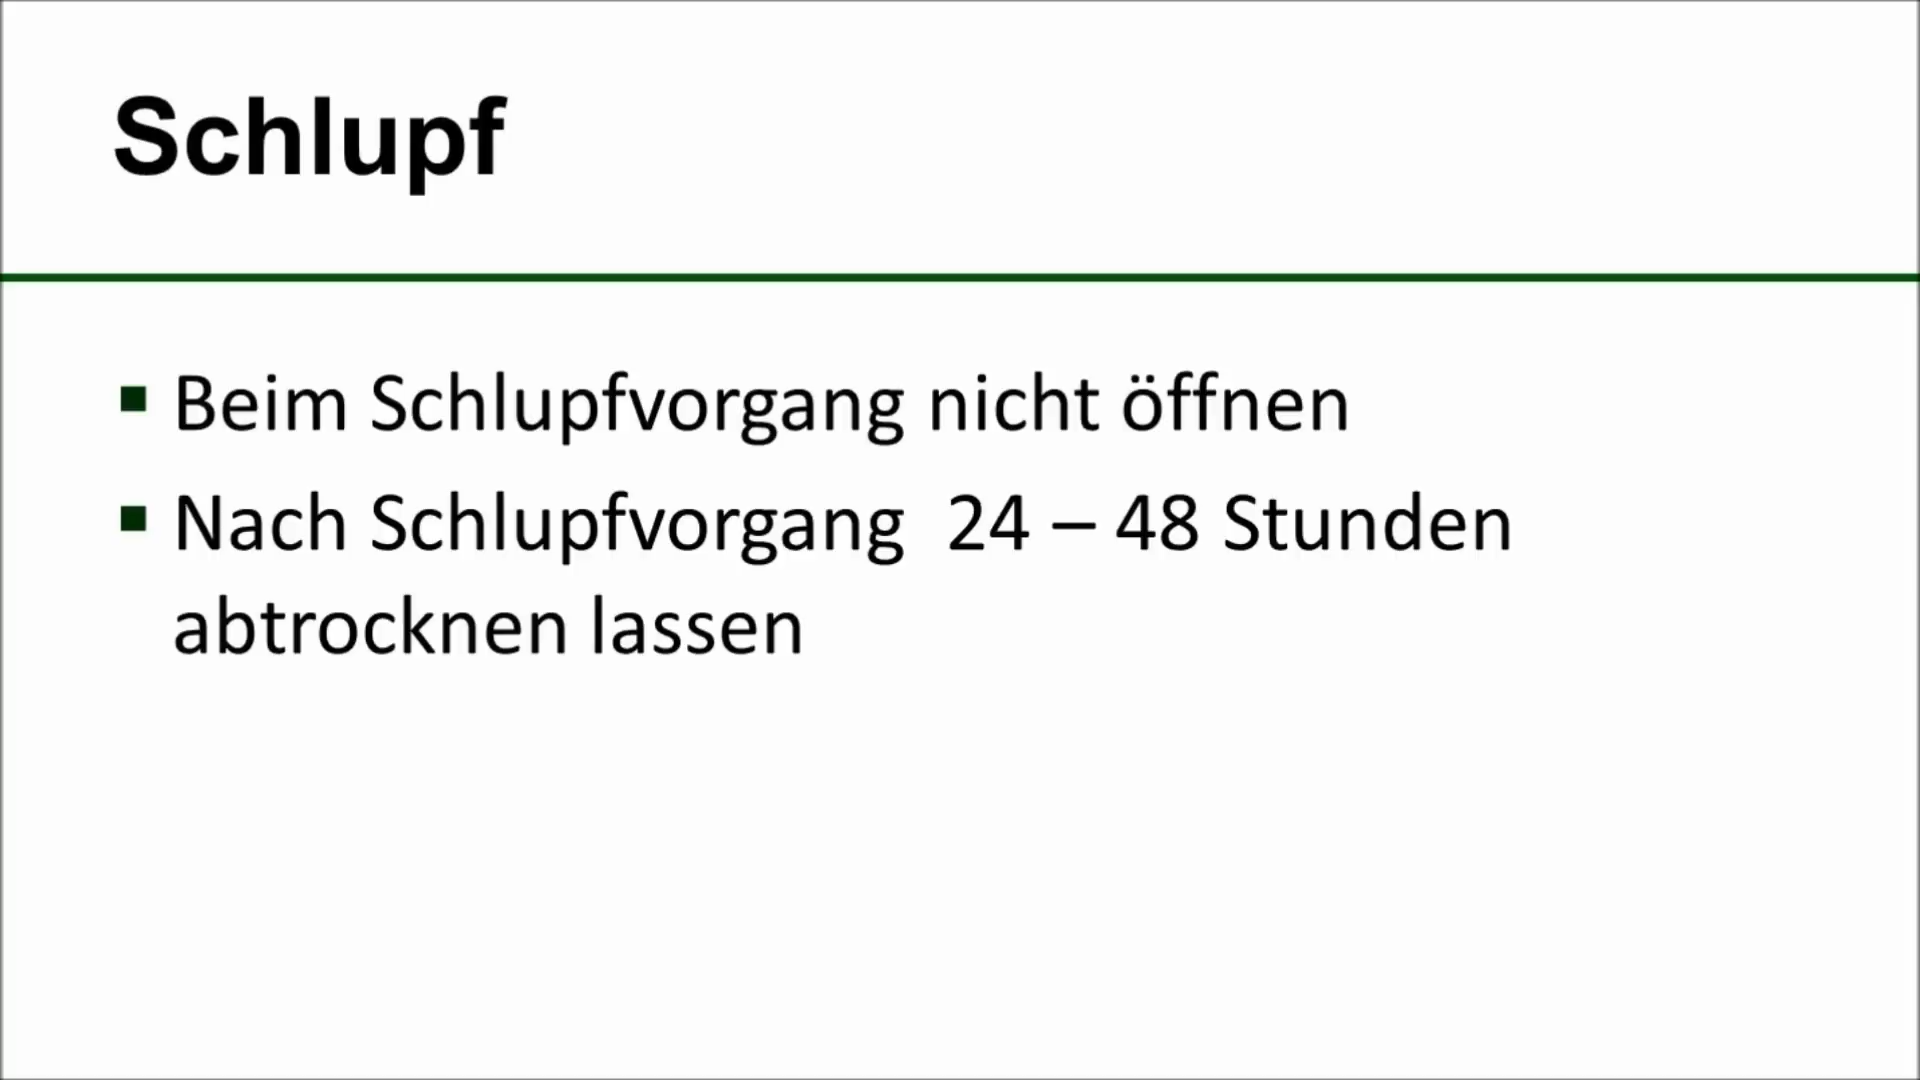 Schlupf
Beim Schlupfvorgang nicht öffnen
Nach Schlupfvorgang  24 – 48 Stunden
abtrocknen lassen